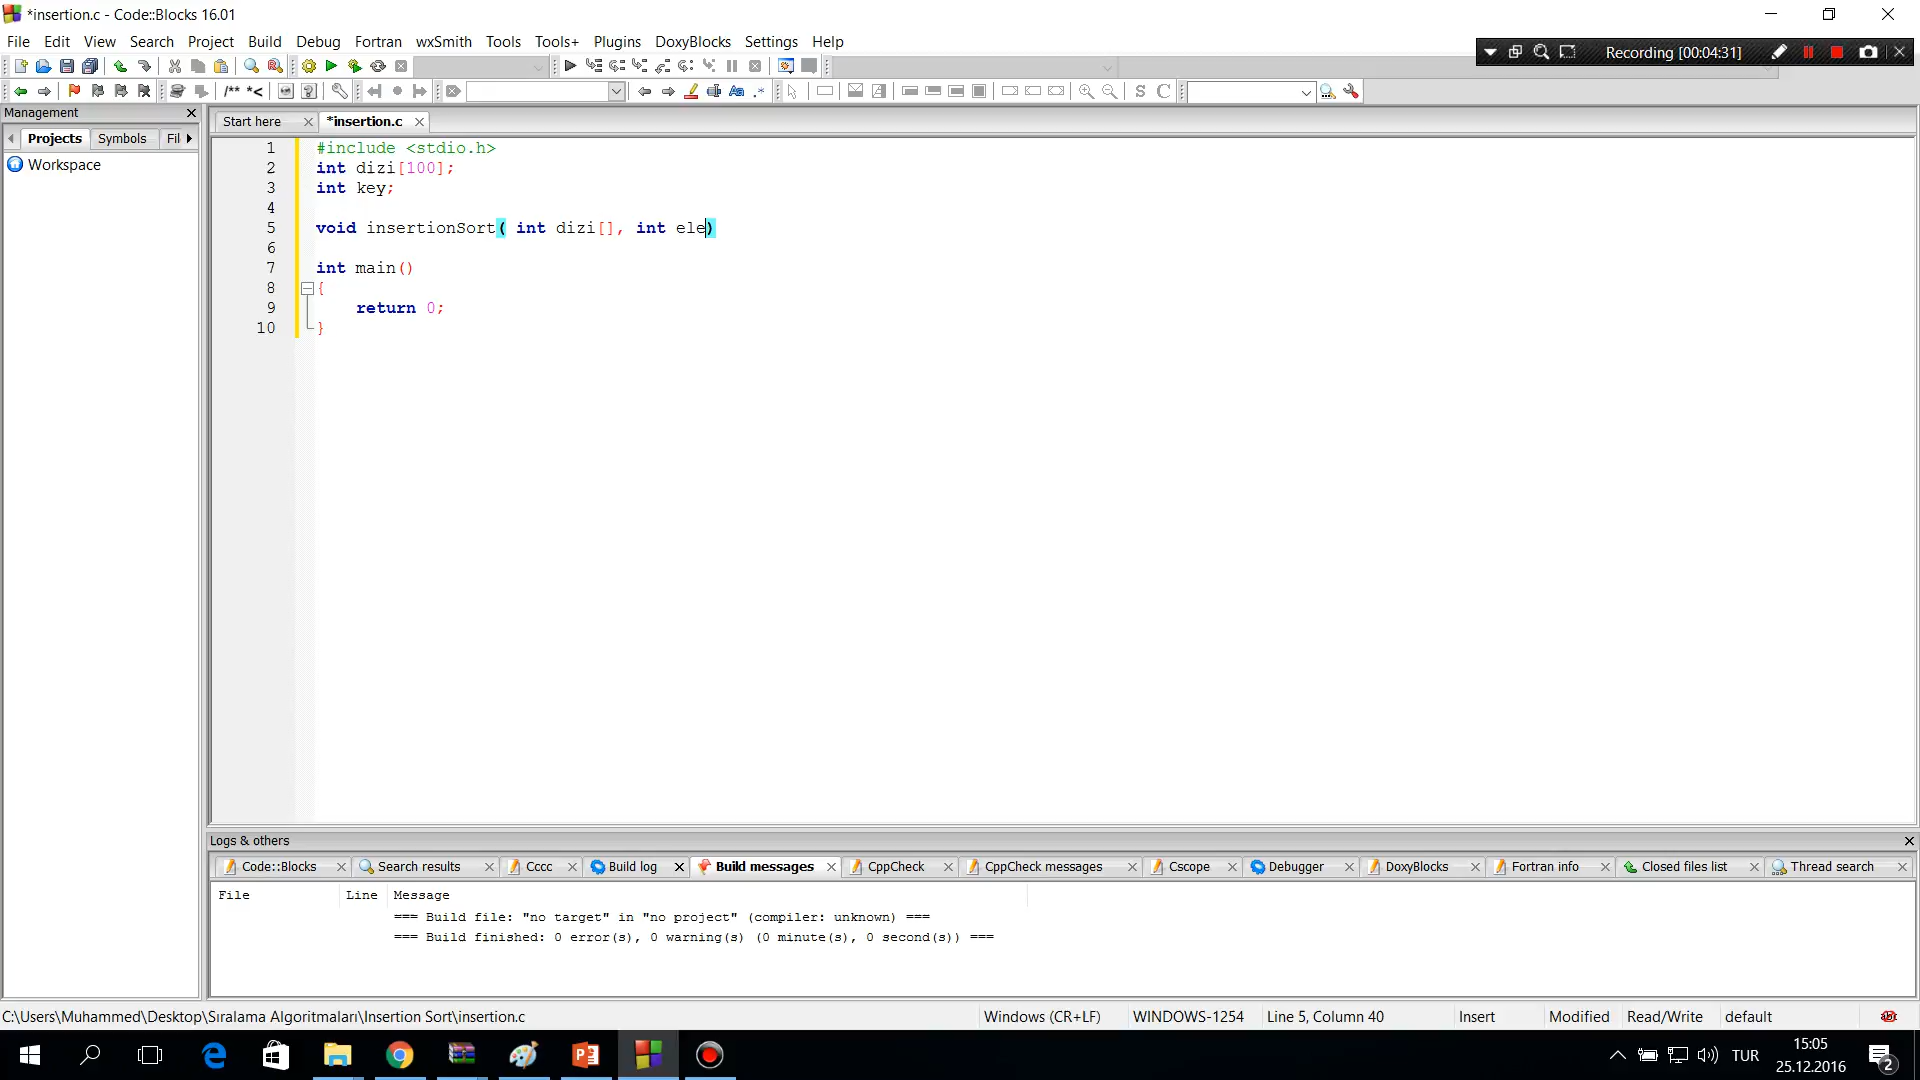 *insertion.c - Code::Blocks 16.01
File Edit View Search Project Build Debug Fortran wxSmith Tools Tools+ Plugins DoxyBlocks Settings Help
Recording [00:04:31]
/** *<
Aa .*
S C
Management
Start here *insertion.c
Projects Symbols Fil
Workspace
1 #include <stdio.h>
2 int dizi[100];
3 int key;
4
5 void insertionSort( int dizi[], int ele)
6
7 int main()
8 {
9 return 0;
10 }
Logs & others
Code::Blocks Search results Cccc Build log Build messages CppCheck CppCheck messages Cscope Debugger DoxyBlocks Fortran info Closed files list Thread search
File Line Message
=== Build file: "no target" in "no project" (compiler: unknown) ===
=== Build finished: 0 error(s), 0 warning(s) (0 minute(s), 0 second(s)) ===
C:\Users\Muhammed\Desktop\Sıralama Algoritmaları\Insertion Sort\insertion.c Windows (CR+LF) WINDOWS-1254 Line 5, Column 40 Insert Modified Read/Write default
TUR
15:05
25.12.2016
2